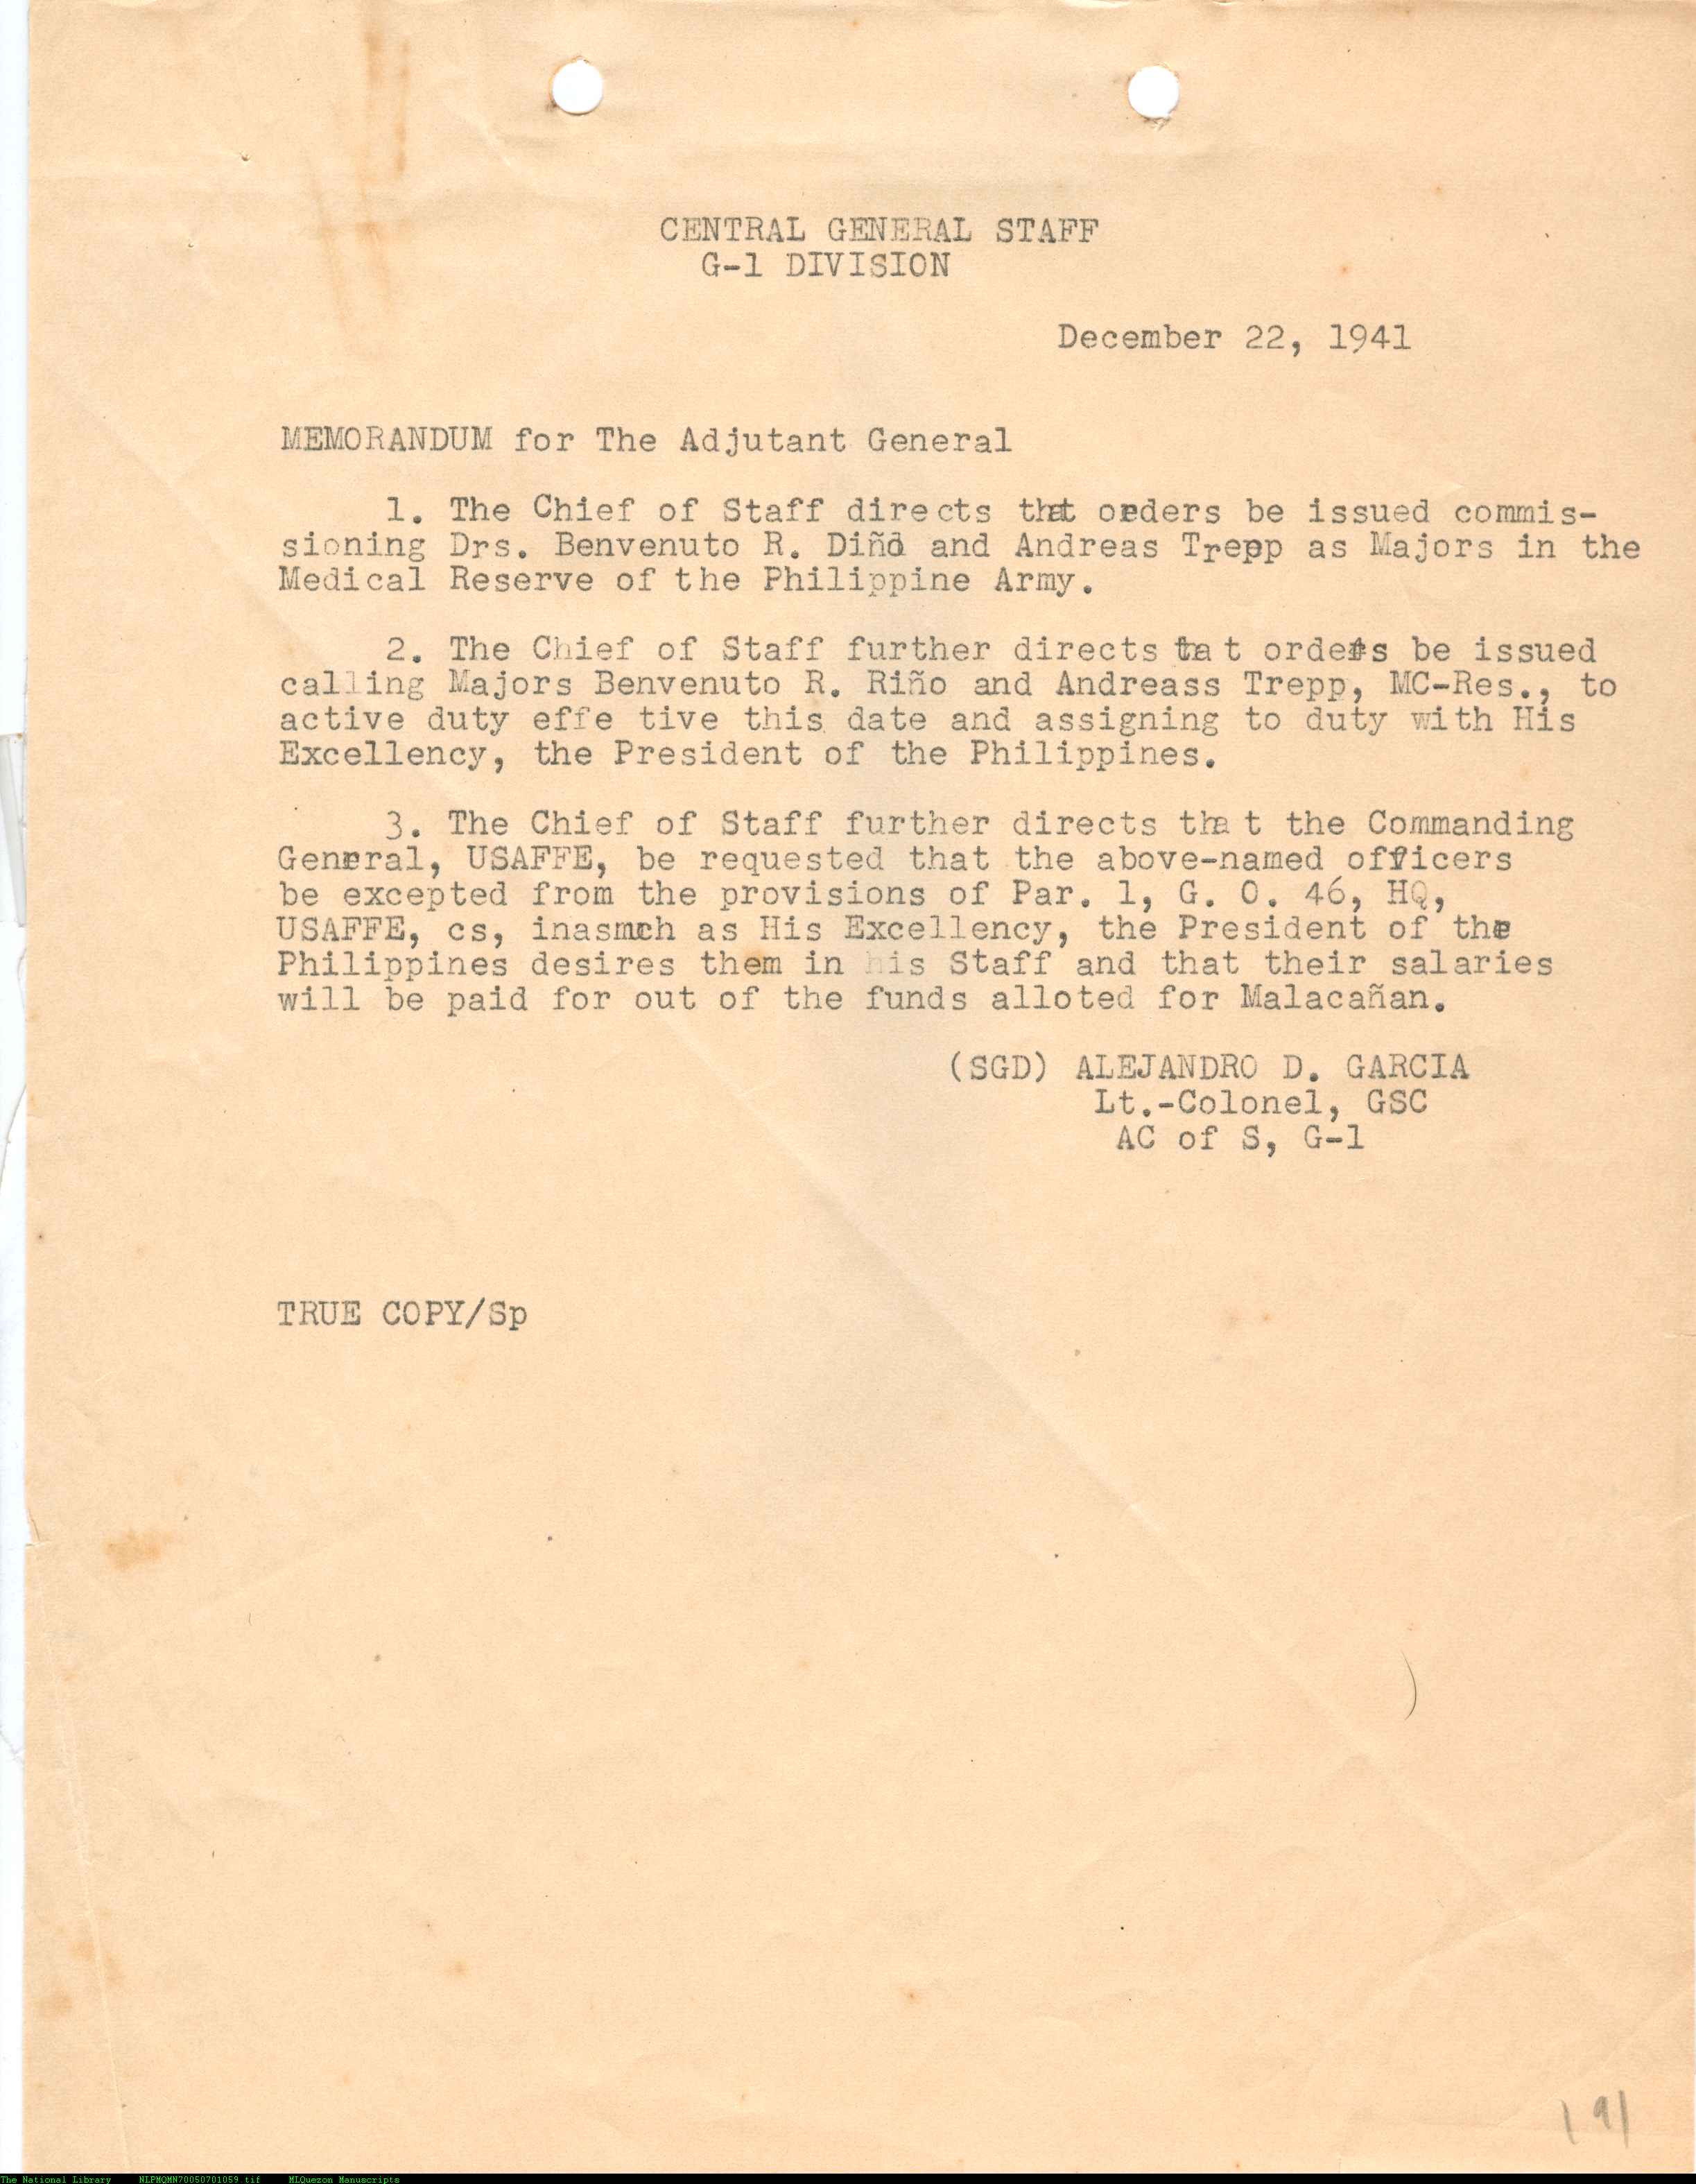 CENTRAL GENERAL STAFF
G-1 DIVISION
December 22, 1941
MEMORANDUM for The Adjutant General
1. The Chief of Staff directs that orders be issued commis-
sioning Drs. Benvenuto R. Diño and Andreas Trepp as Majors in the
Medical Reserve of the Philippine Army.
2. The Chief of Staff further directs that orders be issued
calling Majors Benvenuto R. Riño and Andreass Trepp, MC-Res., to
active duty effe tive this date and assigning to duty with His
Excellency, the President of the Philippines.
3. The Chief of Staff further directs that the Commanding
General, USAFFE, be requested that the above-named officers
be excepted from the provisions of Par. 1, G. O. 46, HQ,
USAFFE, cs, inasmch as His Excellency, the President of the
Philippines desires them in his Staff and that their salaries
will be paid for out of the funds alloted for Malacañan.
(SGD) ALEJANDRO D. GARCIA
Lt.-Colonel, GSC
AC of S, G-1
TRUE COPY/Sp
191
The National Library NLPMQMN70050701059.tif MLQuezon Manuscripts